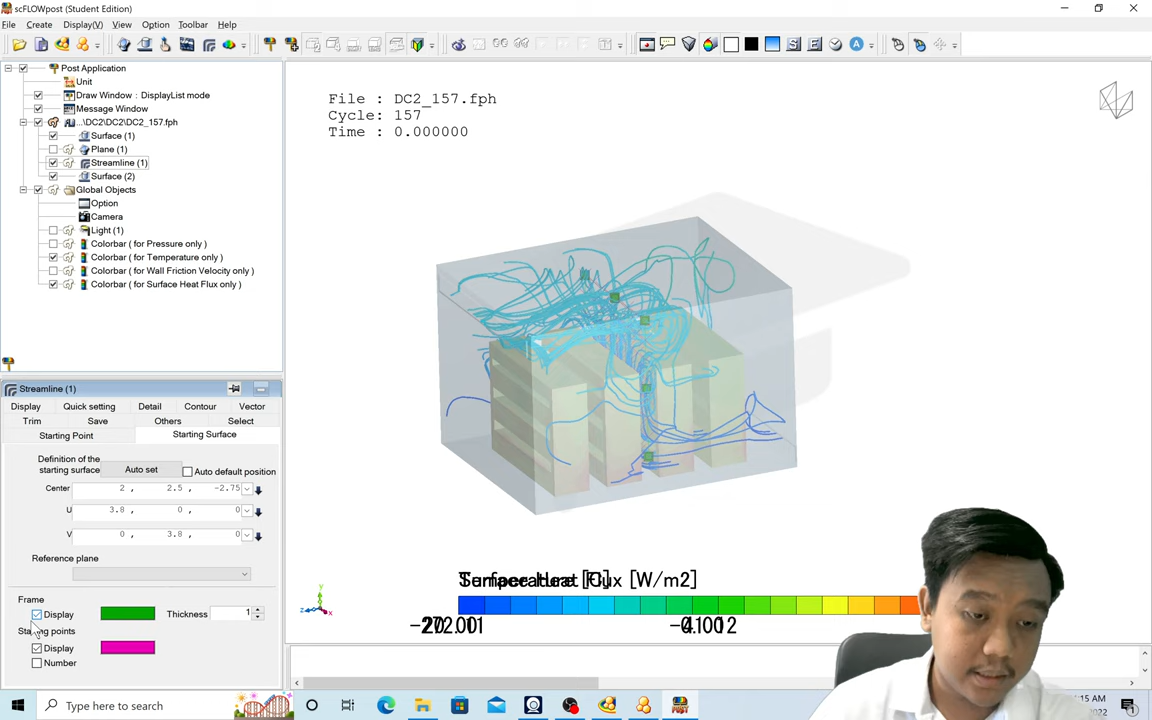 scFLOWpost (Student Edition)
File Create Display(V) View Option Toolbar Help
Post Application
Unit
Draw Window : DisplayList mode
Message Window
...\DC2\DC2\DC2_157.fph
Surface (1)
Plane (1)
Streamline (1)
Surface (2)
Global Objects
Option
Camera
Light (1)
Colorbar ( for Pressure only )
Colorbar ( for Temperature only )
Colorbar ( for Wall Friction Velocity only )
Colorbar ( for Surface Heat Flux only )
File : DC2_157.fph
Cycle: 157
Time : 0.000000
Streamline (1)
Display Quick setting Detail Contour Vector
Trim Save Others Select
Starting Point Starting Surface
Definition of the
starting surface Auto set Auto default position
Center 2 , 2.5 , -2.75
U 3.8 , 0 , 0
V 0 , 3.8 , 0
Reference plane
Frame
Display Thickness 1
Starting points
Display
Number
Flux [W/m2]
Type here to search
:15 AM
2022
1